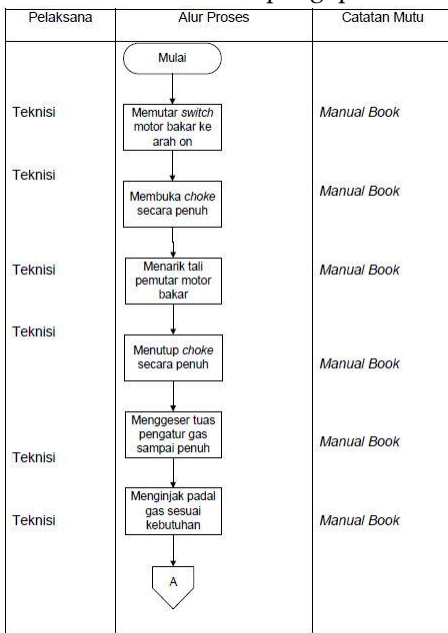 Pelaksana
Alur Proses
Catatan Mutu
Mulai
Teknisi
Memutar switch
motor bakar ke
arah on
Manual Book
Teknisi
Membuka choke
secara penuh
Manual Book
Teknisi
Menarik tali
pemutar motor
bakar
Manual Book
Teknisi
Menutup choke
secara penuh
Manual Book
Teknisi
Menggeser tuas
pengatur gas
sampai penuh
Manual Book
Teknisi
Menginjak padal
gas sesuai
kebutuhan
Manual Book
A